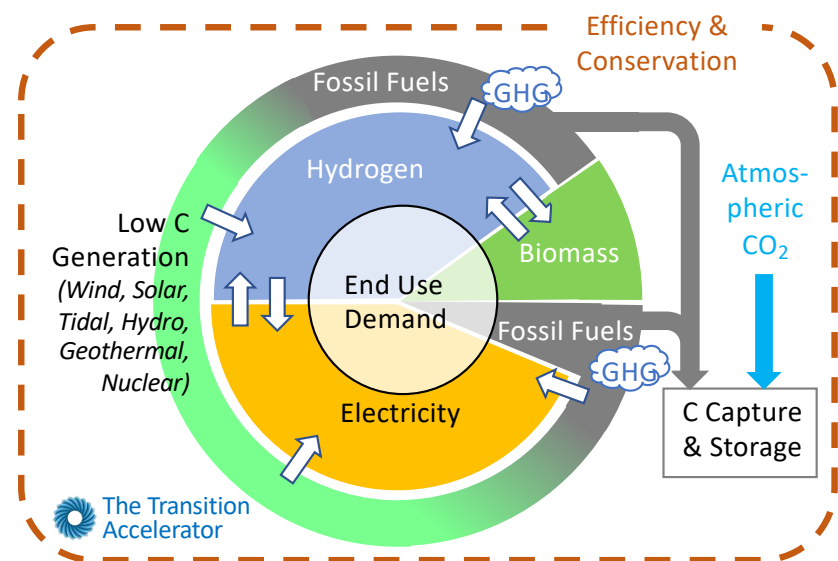 Efficiency &
Conservation
Fossil Fuels
GHG
Hydrogen
Atmos-
pheric
CO₂
Low C
Generation
(Wind, Solar,
Tidal, Hydro,
Geothermal,
Nuclear)
Biomass
End Use
Demand
Fossil Fuels
GHG
Electricity
C Capture
& Storage
The Transition
Accelerator